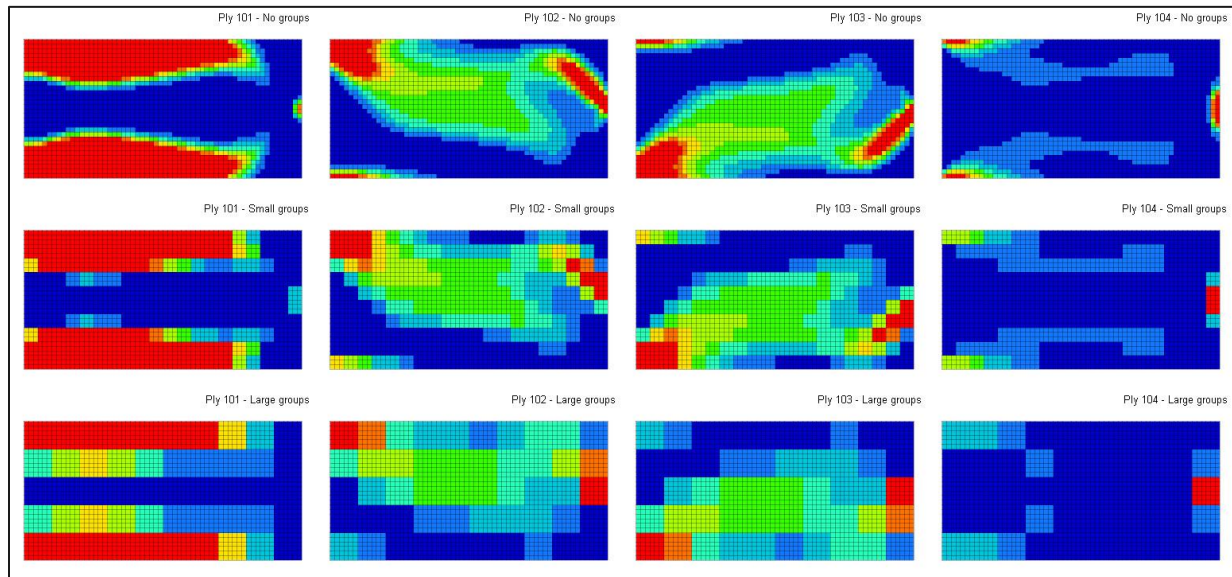 Ply 101 - No groups
Ply 102 - No groups
Ply 103 - No groups
Ply 104 - No groups
Ply 101 - Small groups
Ply 102 - Small groups
Ply 103 - Small groups
Ply 104 - Small groups
Ply 101 - Large groups
Ply 102 - Large groups
Ply 103 - Large groups
Ply 104 - Large groups